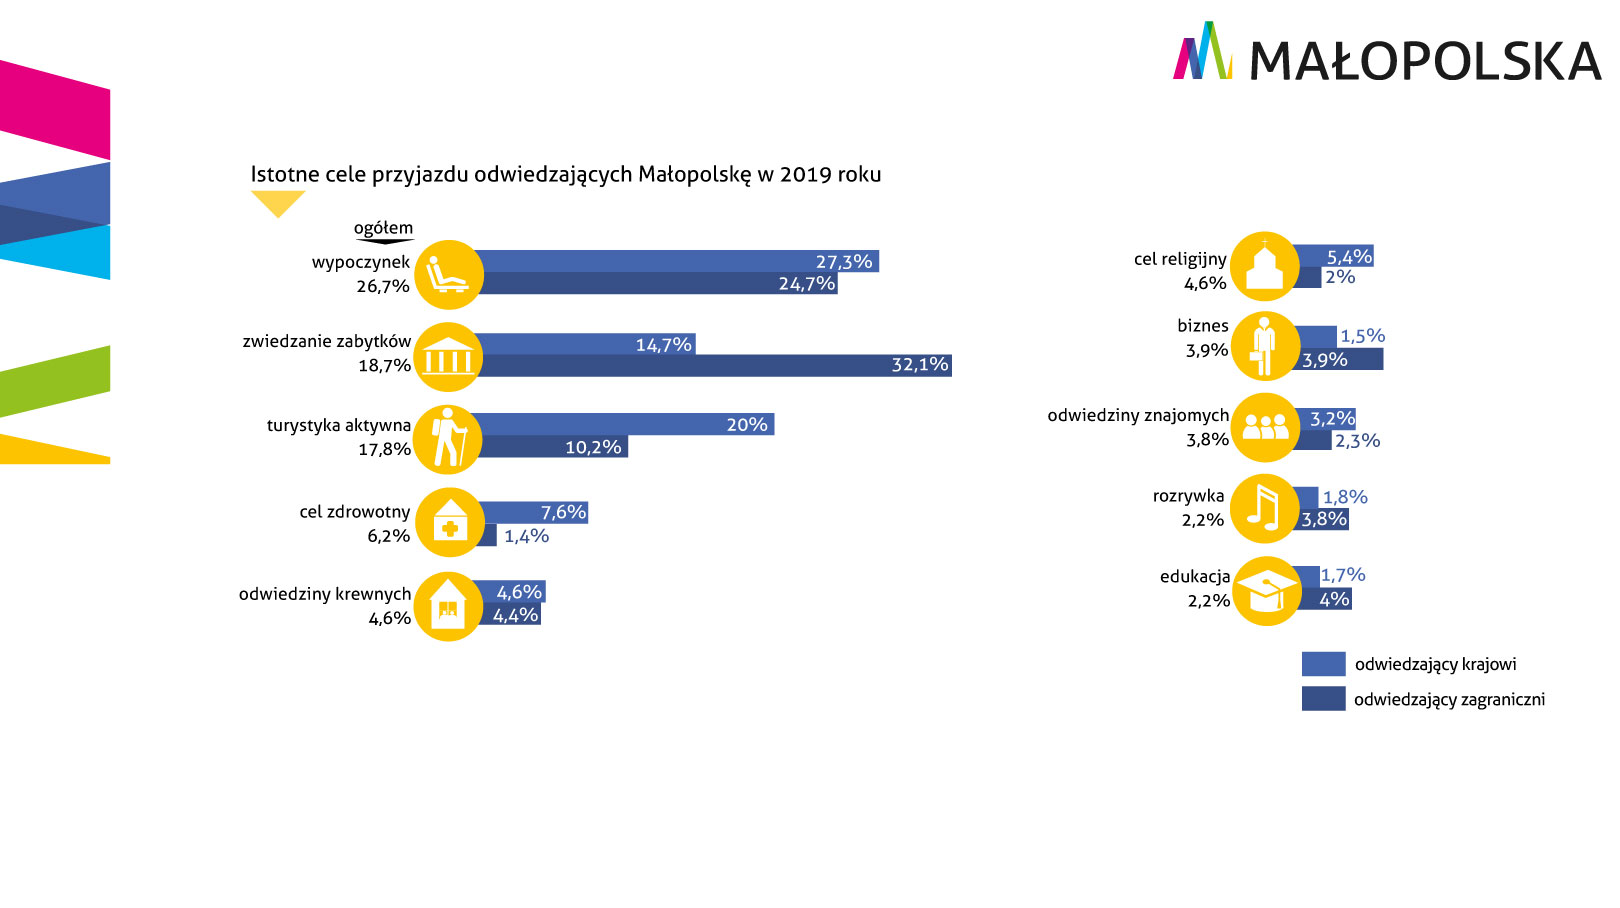 MAŁOPOLSKA
Istotne cele przyjazdu odwiedzających Małopolskę w 2019 roku
ogółem
wypoczynek
26,7%
27,3%
24,7%
zwiedzanie zabytków
18,7%
14,7%
32,1%
turystyka aktywna
17,8%
20%
10,2%
cel zdrowotny
6,2%
7,6%
1,4%
odwiedziny krewnych
4,6%
4,6%
4,4%
cel religijny
4,6%
5,4%
2%
biznes
3,9%
1,5%
3,9%
odwiedziny znajomych
3,8%
3,2%
2,3%
rozrywka
2,2%
1,8%
3,8%
edukacja
2,2%
1,7%
4%
odwiedzający krajowi
odwiedzający zagraniczni